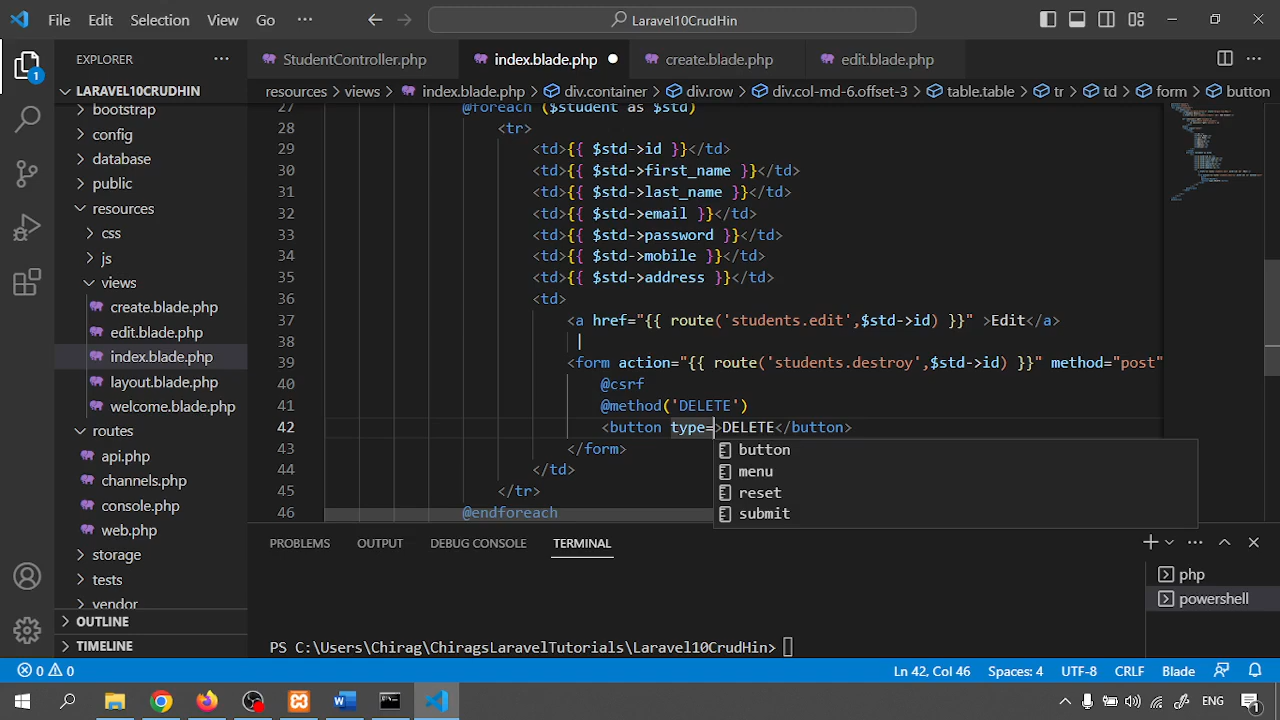 File Edit Selection View Go ··· Laravel10CrudHin
EXPLORER ··· StudentController.php index.blade.php create.blade.php edit.blade.php ···
LARAVEL10CRUDHIN
resources > views > index.blade.php > div.container > div.row > div.col-md-6.offset-3 > table.table > tr > td > form > button
bootstrap
config
database
public
resources
css
js
views
create.blade.php
edit.blade.php
index.blade.php
layout.blade.php
welcome.blade.php
routes
api.php
channels.php
console.php
web.php
storage
tests
vendor
OUTLINE
TIMELINE
1
27 @foreach ($student as $std)
28 <tr>
29 <td>{{ $std->id }}</td>
30 <td>{{ $std->first_name }}</td>
31 <td>{{ $std->last_name }}</td>
32 <td>{{ $std->email }}</td>
33 <td>{{ $std->password }}</td>
34 <td>{{ $std->mobile }}</td>
35 <td>{{ $std->address }}</td>
36 <td>
37 <a href="{{ route('students.edit',$std->id) }}" >Edit</a>
38 |
39 <form action="{{ route('students.destroy',$std->id) }}" method="post"
40 @csrf
41 @method('DELETE')
42 <button type=>DELETE</button>
43 </form>
44 </td>
45 </tr>
46 @endforeach
button
menu
reset
submit
PROBLEMS OUTPUT DEBUG CONSOLE TERMINAL ···
php
powershell
PS C:\Users\Chirag\ChiragsLaravelTutorials\Laravel10CrudHin>
0 0 Ln 42, Col 46 Spaces: 4 UTF-8 CRLF Blade
ENG 1